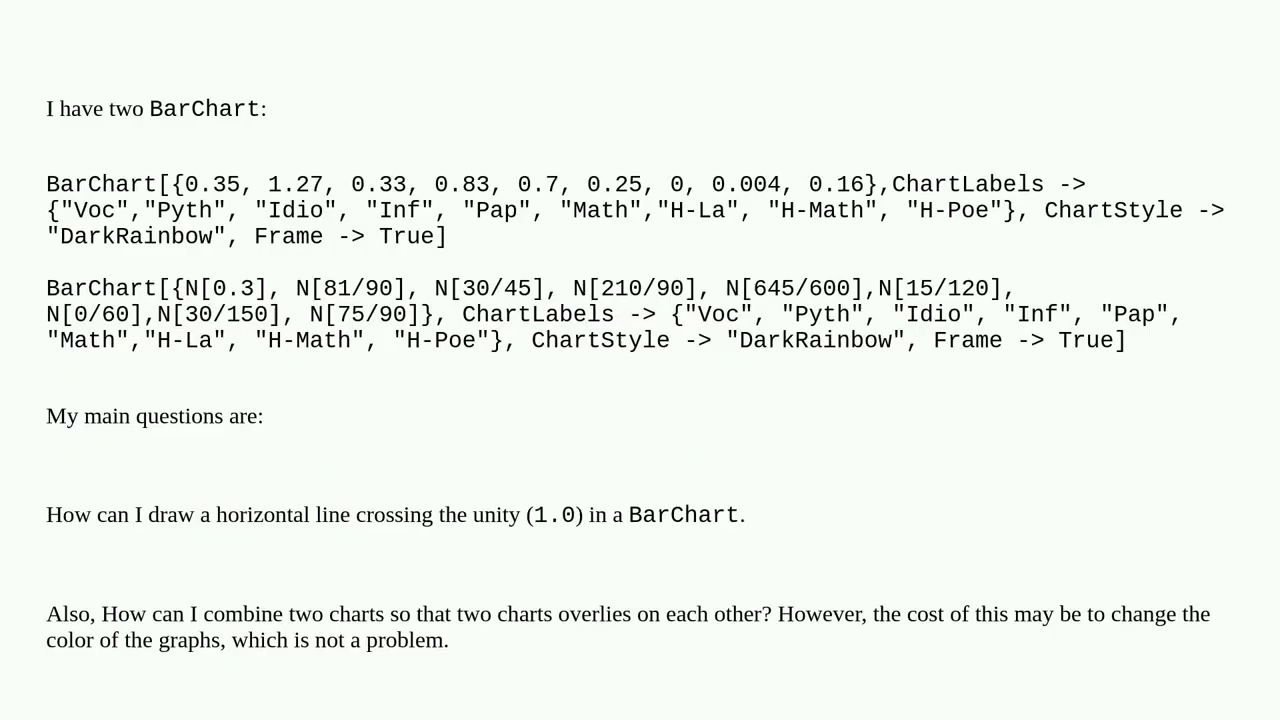 I have two BarChart:
BarChart[{0.35, 1.27, 0.33, 0.83, 0.7, 0.25, 0, 0.004, 0.16},ChartLabels ->
{"Voc","Pyth", "Idio", "Inf", "Pap", "Math","H-La", "H-Math", "H-Poe"}, ChartStyle ->
"DarkRainbow", Frame -> True]
BarChart[{N[0.3], N[81/90], N[30/45], N[210/90], N[645/600],N[15/120],
N[0/60],N[30/150], N[75/90]}, ChartLabels -> {"Voc", "Pyth", "Idio", "Inf", "Pap",
"Math","H-La", "H-Math", "H-Poe"}, ChartStyle -> "DarkRainbow", Frame -> True]
My main questions are:
How can I draw a horizontal line crossing the unity (1.0) in a BarChart.
Also, How can I combine two charts so that two charts overlies on each other? However, the cost of this may be to change the
color of the graphs, which is not a problem.